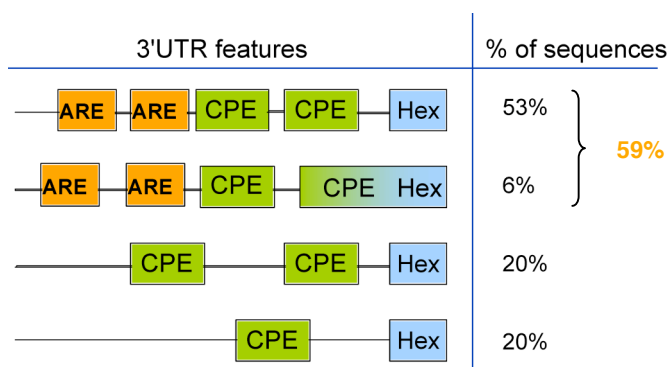 3'UTR features % of sequences
ARE ARE CPE CPE Hex 53%
59%
ARE ARE CPE CPE Hex 6%
CPE CPE Hex 20%
CPE Hex 20%